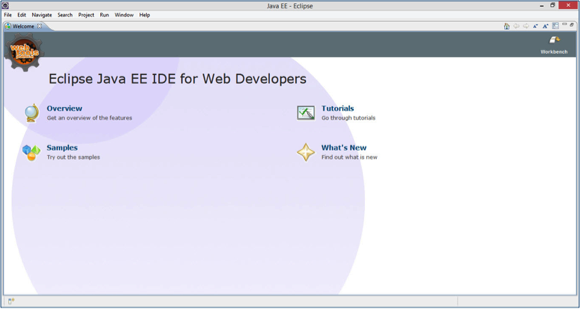 Java EE - Eclipse
File Edit Navigate Search Project Run Window Help
Welcome
Workbench
Eclipse Java EE IDE for Web Developers
Overview
Get an overview of the features
Tutorials
Go through tutorials
Samples
Try out the samples
What's New
Find out what is new